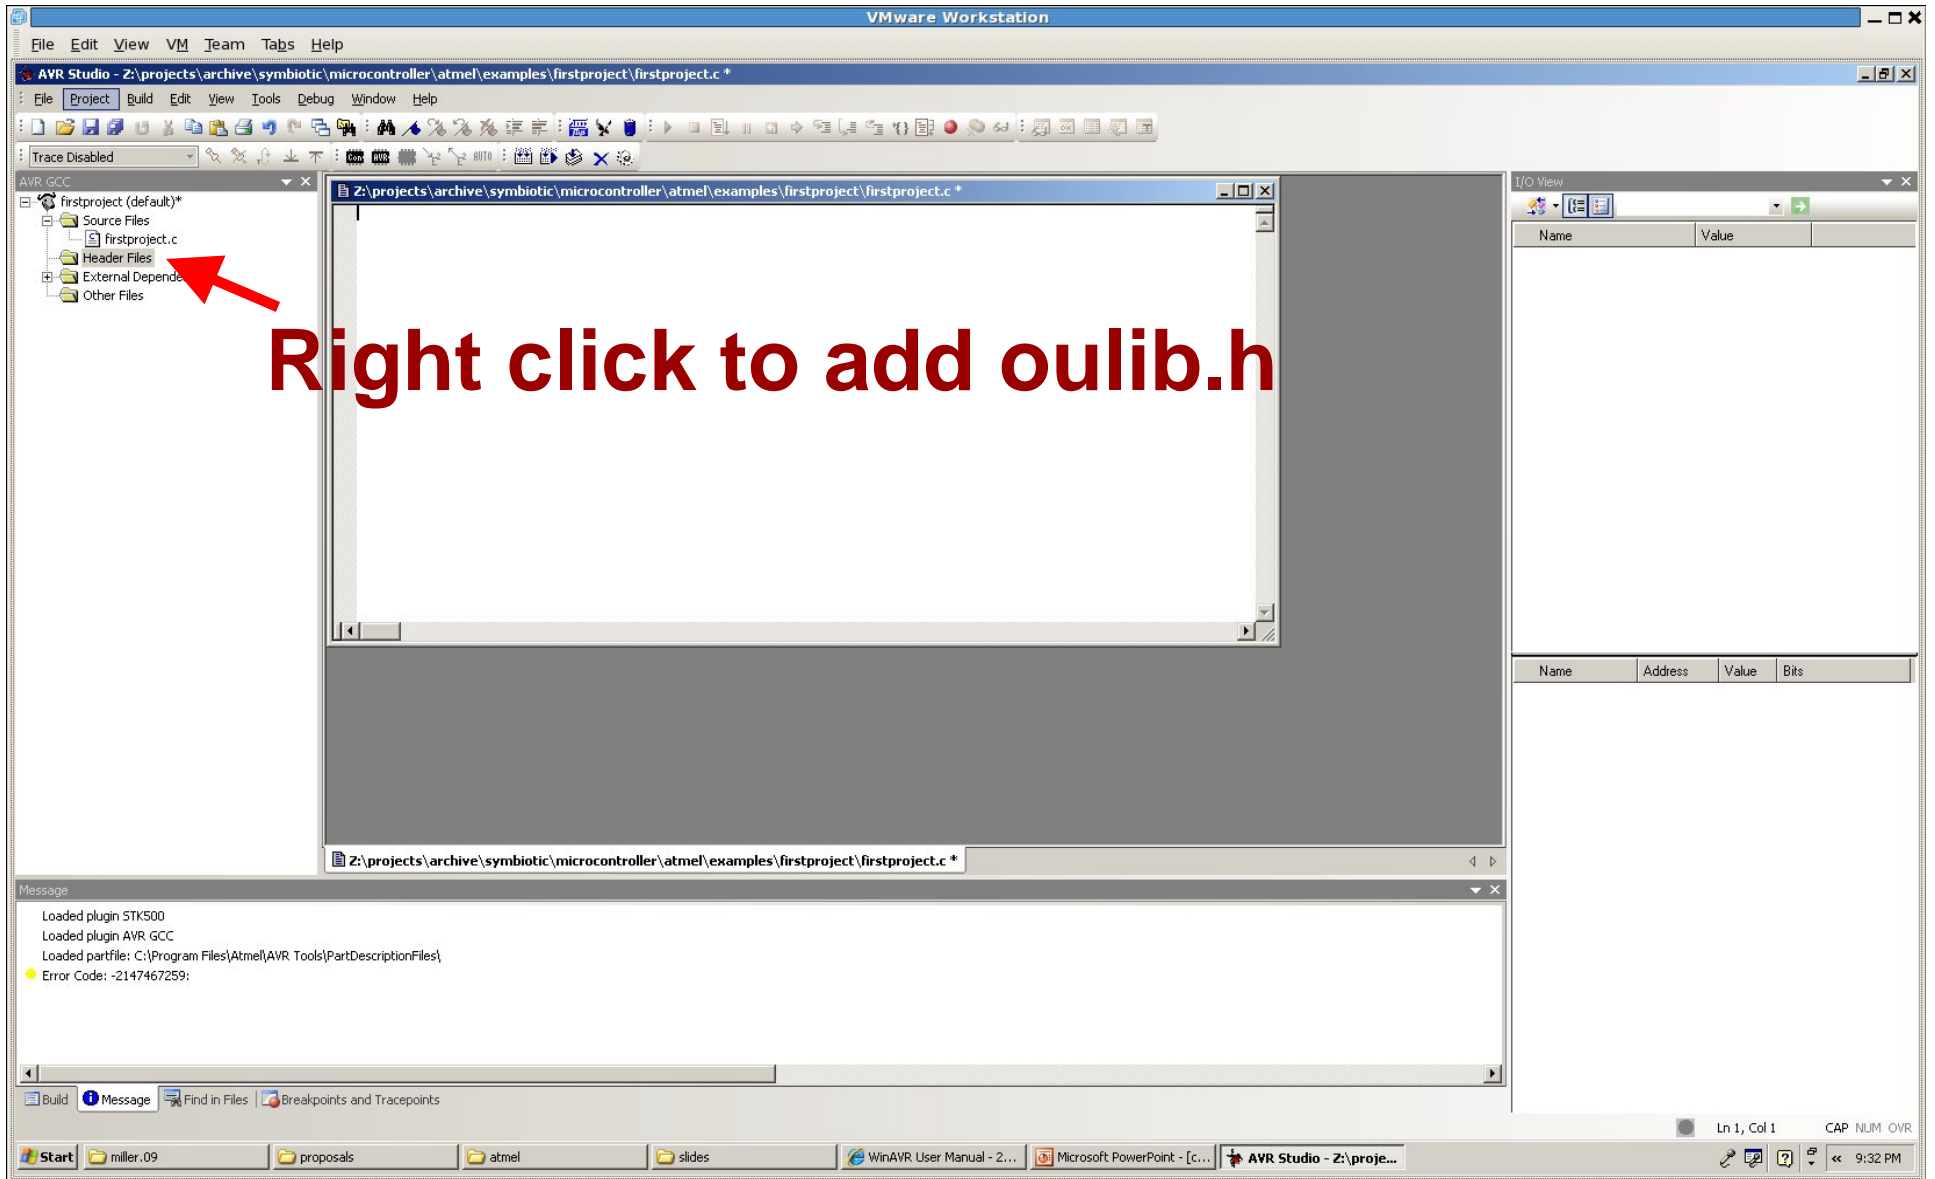 VMware Workstation
File Edit View VM Team Tabs Help
AVR Studio - Z:\projects\archive\symbiotic\microcontroller\atmel\examples\firstproject\firstproject.c *
File Project Build Edit View Tools Debug Window Help
Trace Disabled
AUTO
AVR GCC
Z:\projects\archive\symbiotic\microcontroller\atmel\examples\firstproject\firstproject.c *
I/O View
firstproject (default)*
Source Files
firstproject.c
Header Files
External Depende
Other Files
Name Value
Right click to add oulib.h
Name Address Value Bits
Z:\projects\archive\symbiotic\microcontroller\atmel\examples\firstproject\firstproject.c *
Message
Loaded plugin STK500
Loaded plugin AVR GCC
Loaded partfile: C:\Program Files\Atmel\AVR Tools\PartDescriptionFiles\
Error Code: -2147467259:
Build Message Find in Files Breakpoints and Tracepoints
Ln 1, Col 1 CAP NUM OVR
Start miller.09 proposals atmel slides WinAVR User Manual - 2... Microsoft PowerPoint - [c... AVR Studio - Z:\proje... 9:32 PM